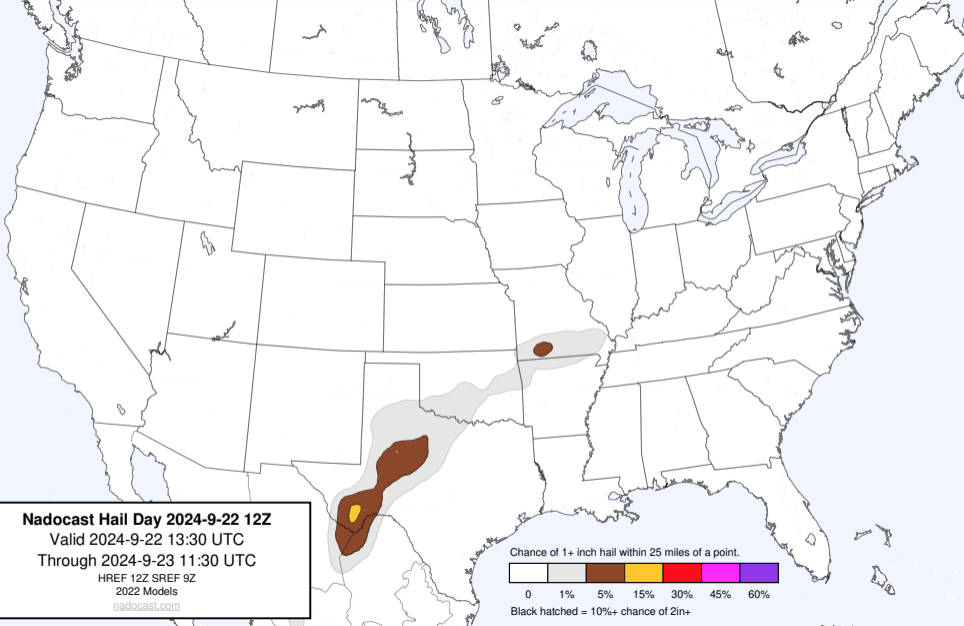 Nadocast Hail Day 2024-9-22 12Z
Valid 2024-9-22 13:30 UTC
Through 2024-9-23 11:30 UTC
HREF 12Z SREF 9Z
2022 Models
nadocast.com
Chance of 1+ inch hail within 25 miles of a point.
0 1% 5% 15% 30% 45% 60%
Black hatched = 10%+ chance of 2in+